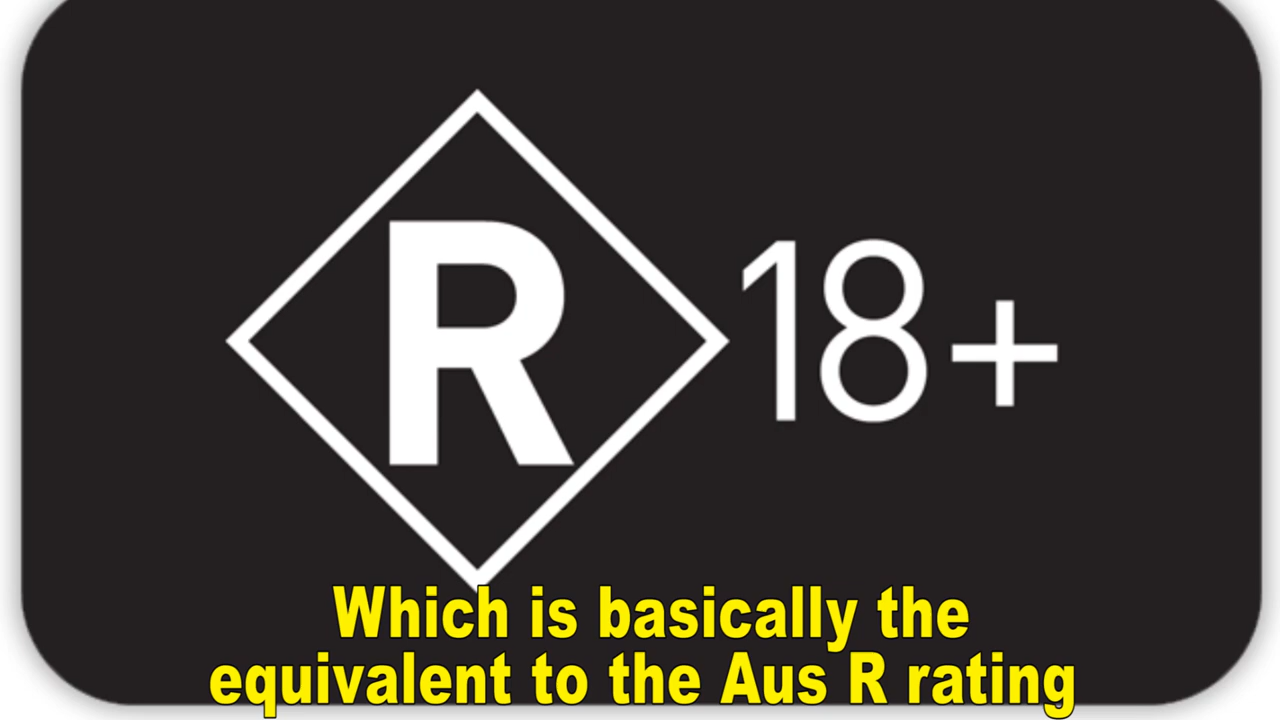 R 18+
Which is basically the
equivalent to the Aus R rating